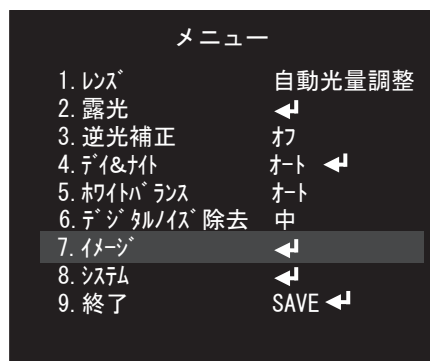 メニュー
1. ﾚﾝｽﾞ 自動光量調整
2. 露光 ↵
3. 逆光補正 ｵﾌ
4. ﾃﾞｲ&ﾅｲﾄ ｵｰﾄ ↵
5. ﾎﾜｲﾄﾊﾞﾗﾝｽ ｵｰﾄ
6. ﾃﾞｼﾞﾀﾙﾉｲｽﾞ除去 中
7. ｲﾒｰｼﾞ ↵
8. ｼｽﾃﾑ ↵
9. 終了 SAVE ↵